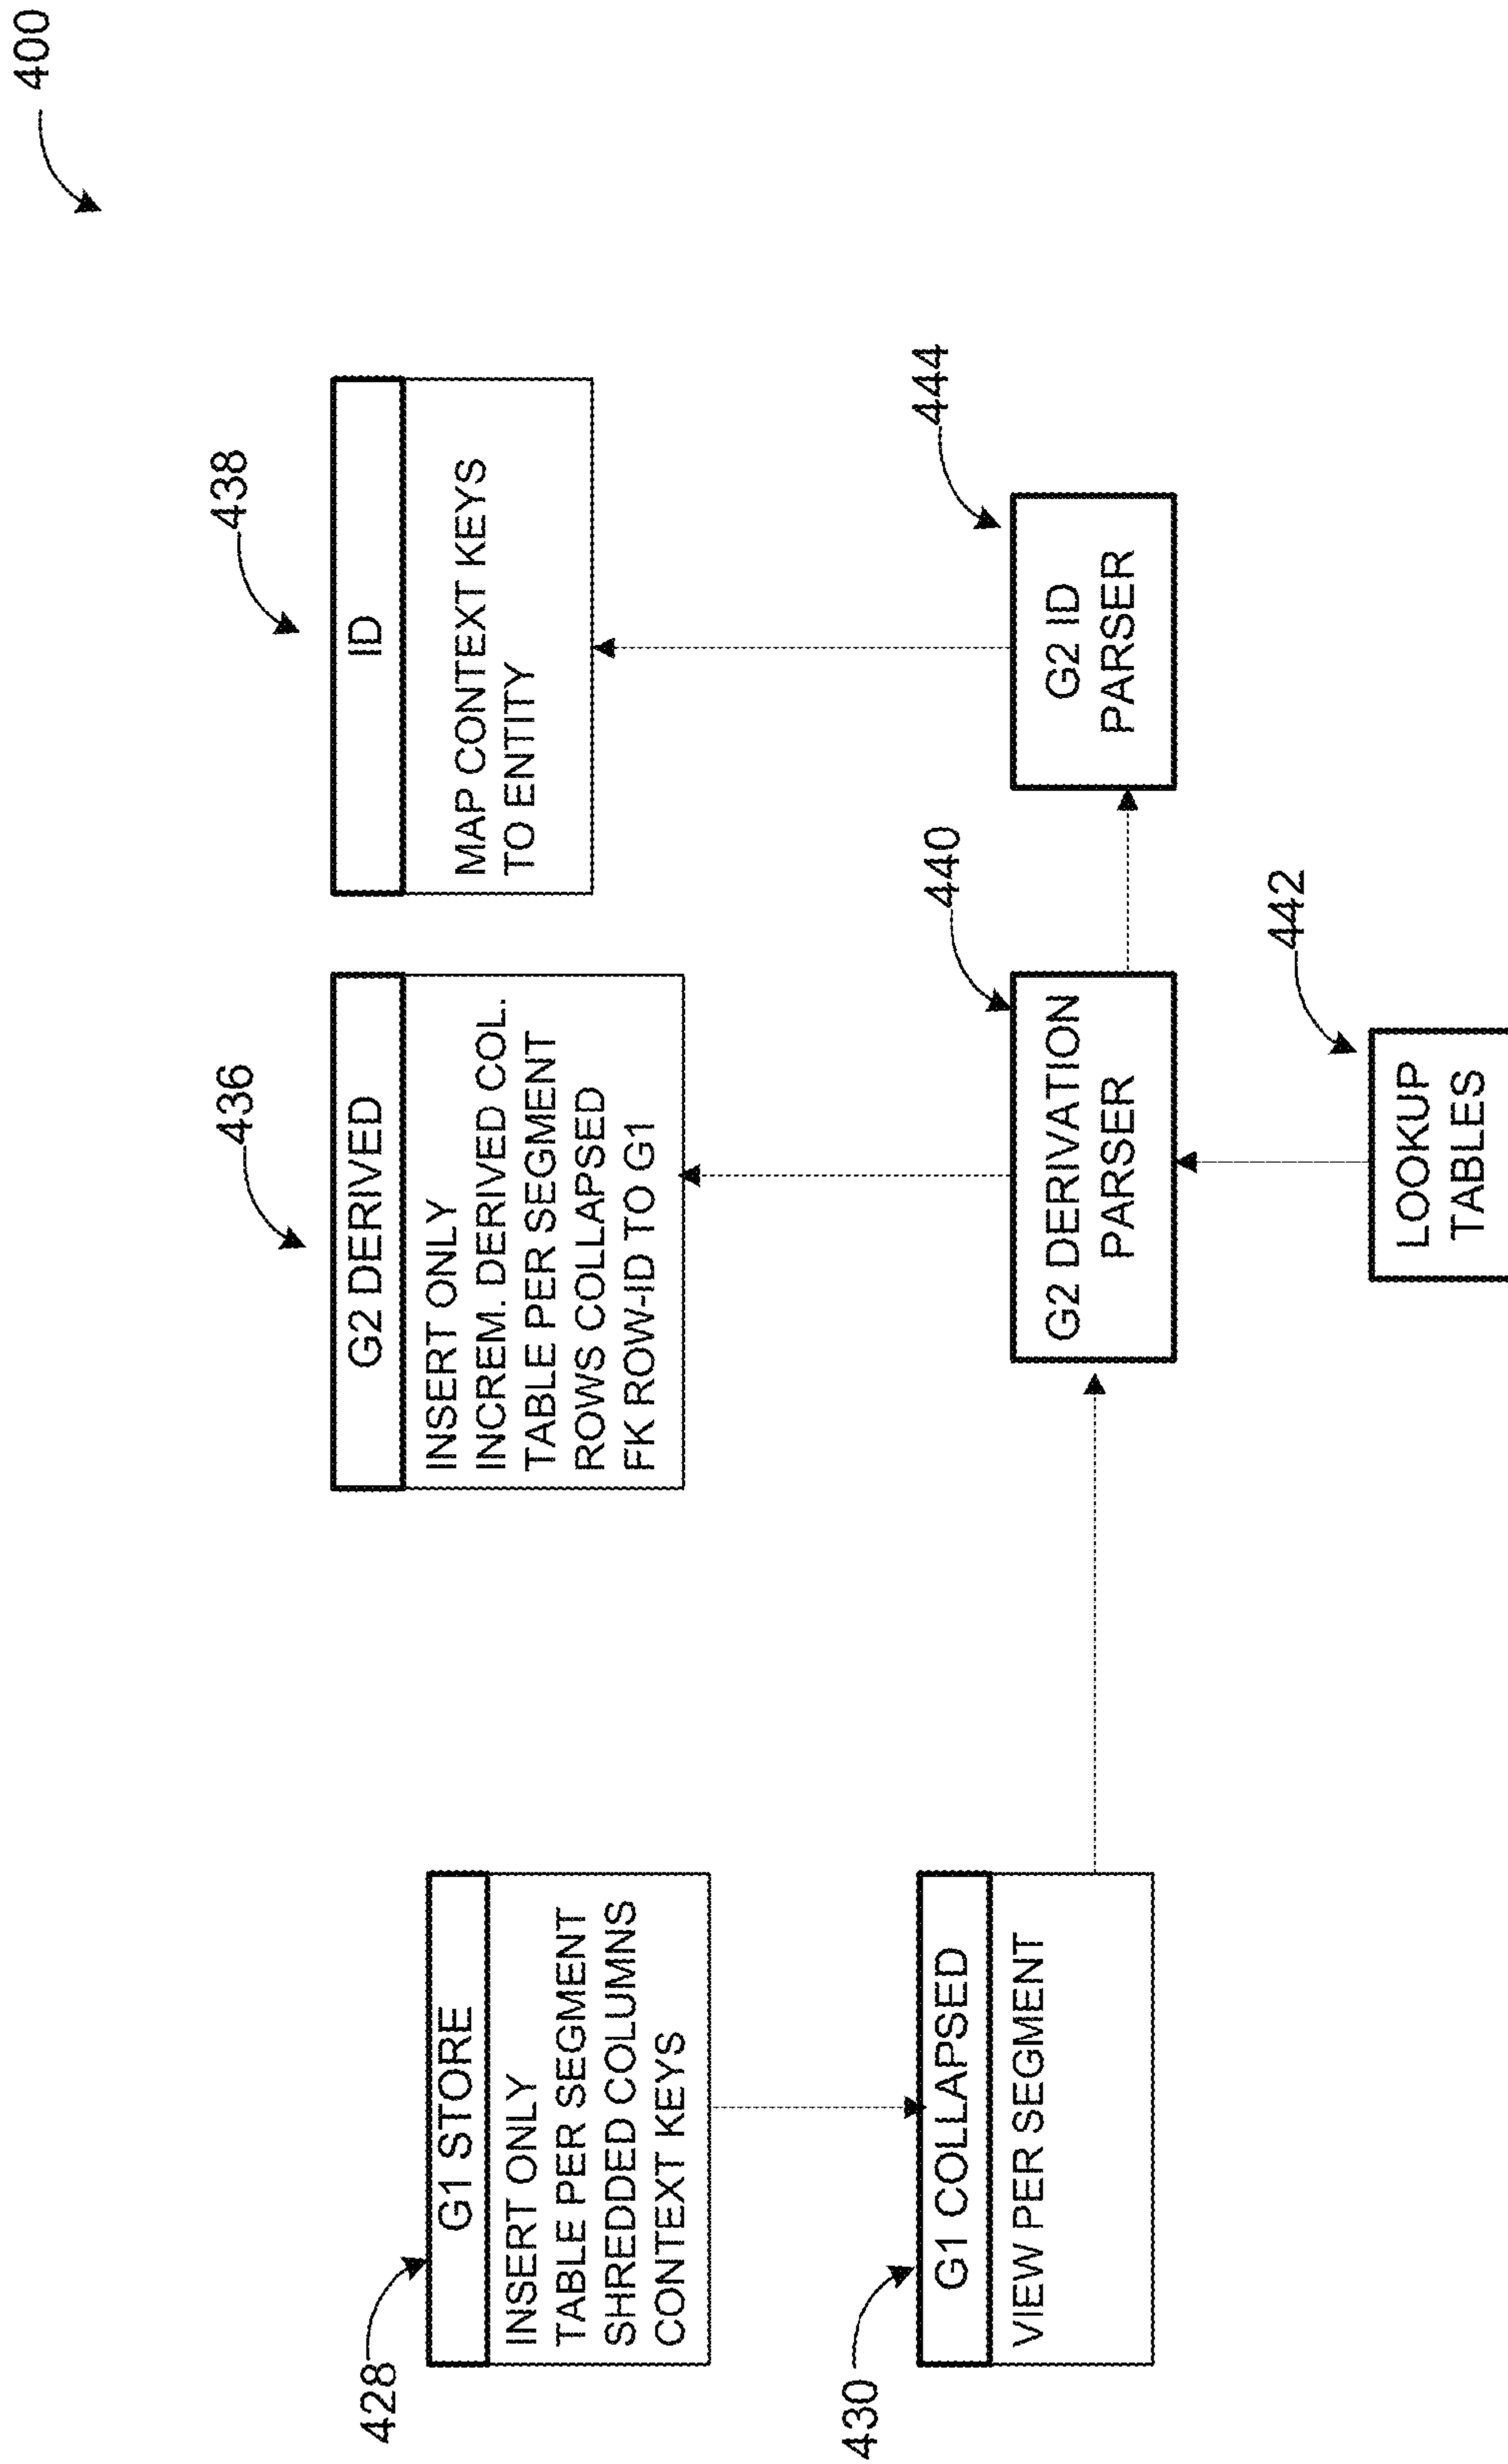 400
428
G1 STORE
INSERT ONLY
TABLE PER SEGMENT
SHREDDED COLUMNS
CONTEXT KEYS
430
G1 COLLAPSED
VIEW PER SEGMENT
436
G2 DERIVED
INSERT ONLY
INCREM. DERIVED COL.
TABLE PER SEGMENT
ROWS COLLAPSED
FK ROW-ID TO G1
438
ID
MAP CONTEXT KEYS
TO ENTITY
440
G2 DERIVATION
PARSER
444
G2 ID
PARSER
442
LOOKUP
TABLES